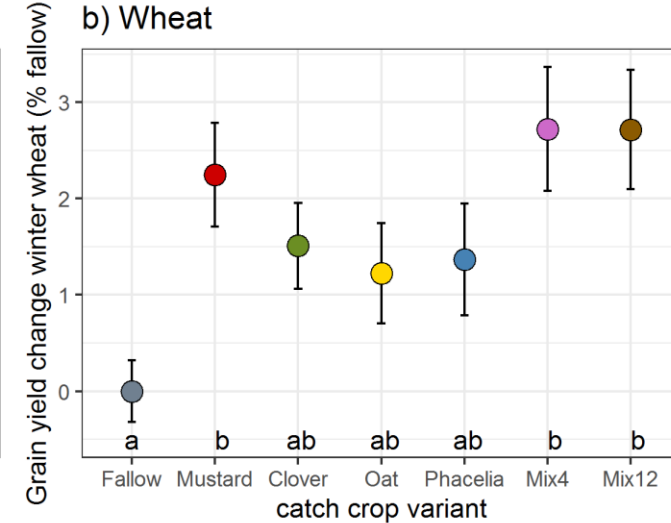 b) Wheat
Grain yield change winter wheat (% fallow)
3
2
1
0
a b ab ab ab b b
Fallow Mustard Clover Oat Phacelia Mix4 Mix12
catch crop variant